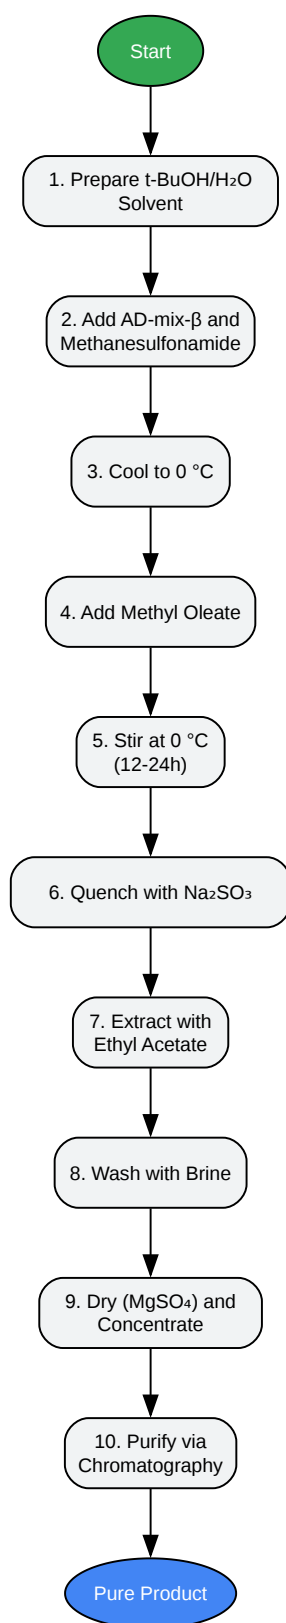 Start
1. Prepare t-BuOH/H₂O
Solvent
2. Add AD-mix-β and
Methanesulfonamide
3. Cool to 0 °C
4. Add Methyl Oleate
5. Stir at 0 °C
(12-24h)
6. Quench with Na₂SO₃
7. Extract with
Ethyl Acetate
8. Wash with Brine
9. Dry (MgSO₄) and
Concentrate
10. Purify via
Chromatography
Pure Product